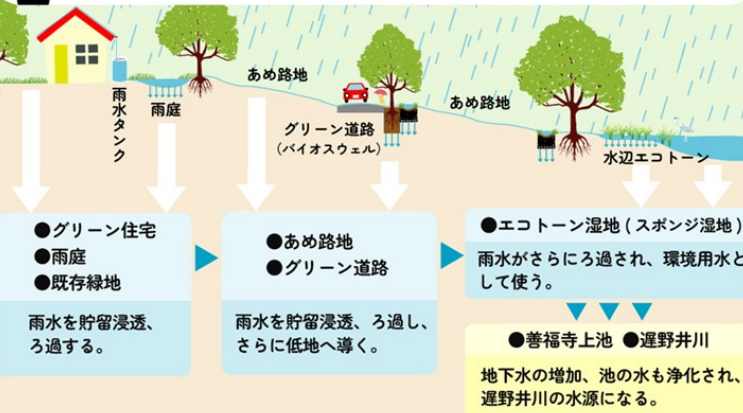 あめ路地
雨水タンク
雨庭
グリーン道路
(バイオスウェル)
あめ路地
水辺エコトーン
●グリーン住宅
●雨庭
●既存緑地
雨水を貯留浸透、
ろ過する。
●あめ路地
●グリーン道路
雨水を貯留浸透、ろ過し、
さらに低地へ導く。
●エコトーン湿地(スポンジ湿地)
雨水がさらにろ過され、環境用水と
して使う。
●善福寺上池 ●遅野井川
地下水の増加、池の水も浄化され、
遅野井川の水源になる。